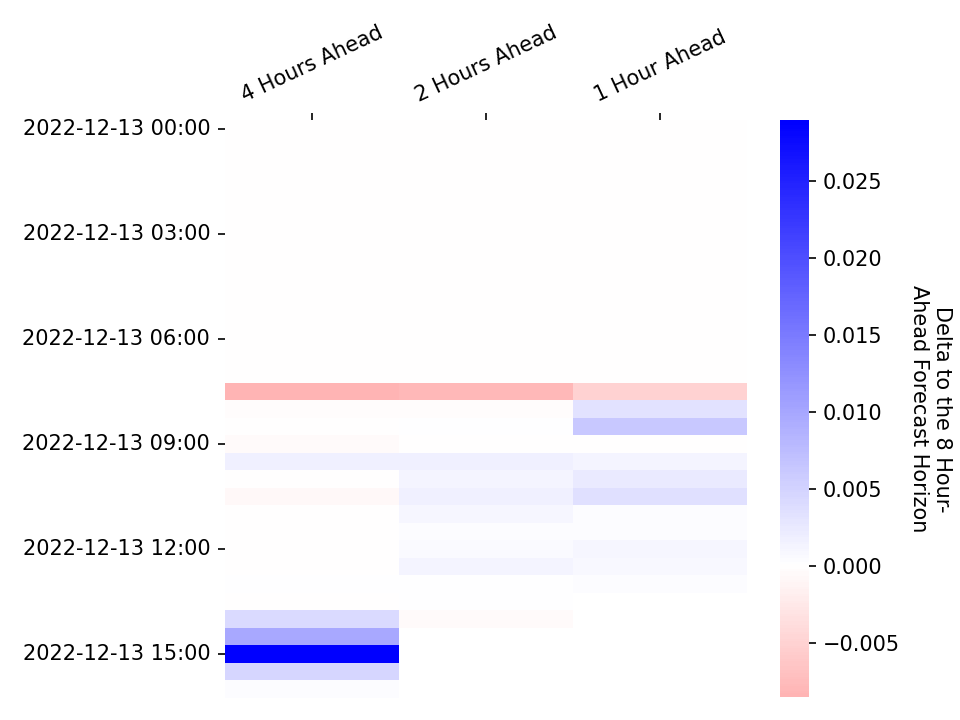 4 Hours Ahead
2 Hours Ahead
1 Hour Ahead
2022-12-13 00:00
2022-12-13 03:00
2022-12-13 06:00
2022-12-13 09:00
2022-12-13 12:00
2022-12-13 15:00
0.025
0.020
0.015
0.010
0.005
0.000
−0.005
Delta to the 8 Hour-
Ahead Forecast Horizon